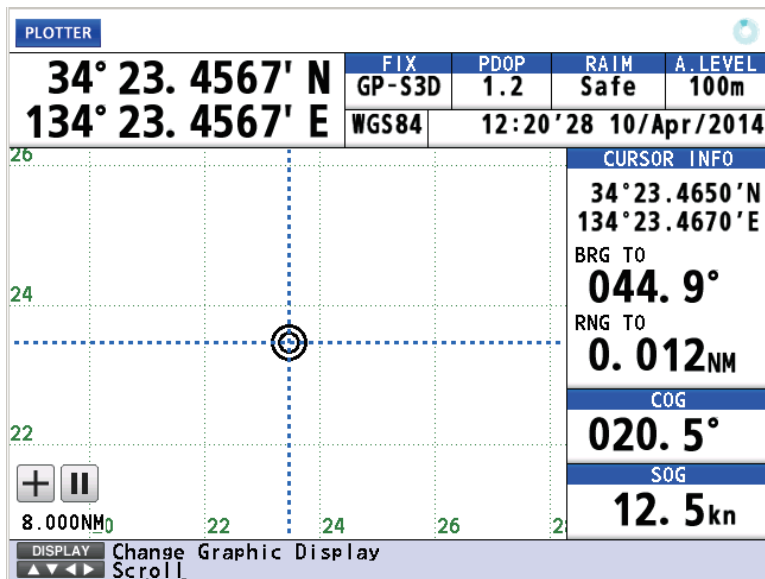 PLOTTER
34° 23. 4567' N
134° 23. 4567' E
FIX PDOP RAIM A.LEVEL
GP-S3D 1.2 Safe 100m
WGS84 12:20'28 10/Apr/2014
26
24
22
CURSOR INFO
34°23.4650'N
134°23.4670'E
BRG TO
044. 9°
RNG TO
0. 012NM
COG
020. 5°
SOG
12. 5kn
8.000NM
22 24 26
DISPLAY Change Graphic Display
▲▼◀▶ Scroll